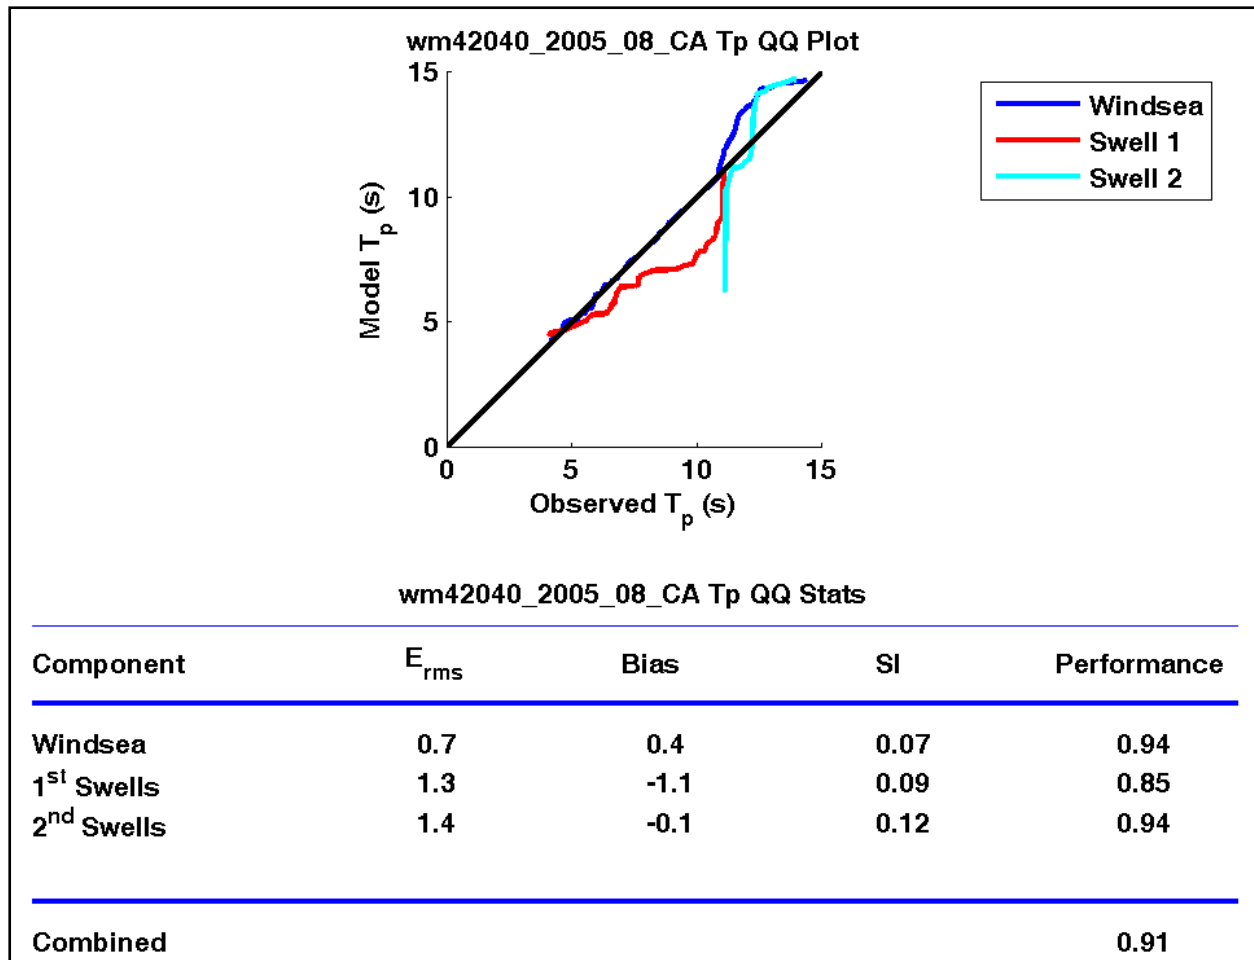 wm42040_2005_08_CA Tp QQ Plot
15
10
5
0
0 5 10 15
Model Tp (s)
Observed Tp (s)
Windsea
Swell 1
Swell 2
wm42040_2005_08_CA Tp QQ Stats
Component Erms Bias SI Performance
Windsea 0.7 0.4 0.07 0.94
1st Swells 1.3 -1.1 0.09 0.85
2nd Swells 1.4 -0.1 0.12 0.94
Combined 0.91